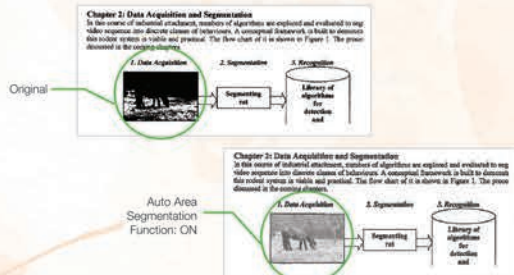 Chapter 2: Data Acquisition and Segmentation
In this course of industrial attachment, numbers of algorithms are explored and evaluated to seg
video sequence into discrete classes of behaviours. A conceptual framework is built to demonstr
this rodent system is viable and practical. The flow chart of it is shown in Figure 1. The proce
discussed in the coming chapters.
1. Data Acquisition 2. Segmentation 3. Recognition
Original
Segmenting
rat
Library of
algorithms
for
detection
and
Chapter 2: Data Acquisition and Segmentation
In this course of industrial attachment, numbers of algorithms are explored and evaluated to seg
video sequence into discrete classes of behaviours. A conceptual framework is built to demonstr
this rodent system is viable and practical. The flow chart of it is shown in Figure 1. The proce
discussed in the coming chapters.
1. Data Acquisition 2. Segmentation 3. Recognition
Auto Area
Segmentation
Function: ON
Segmenting
rat
Library of
algorithms
for
detection
and